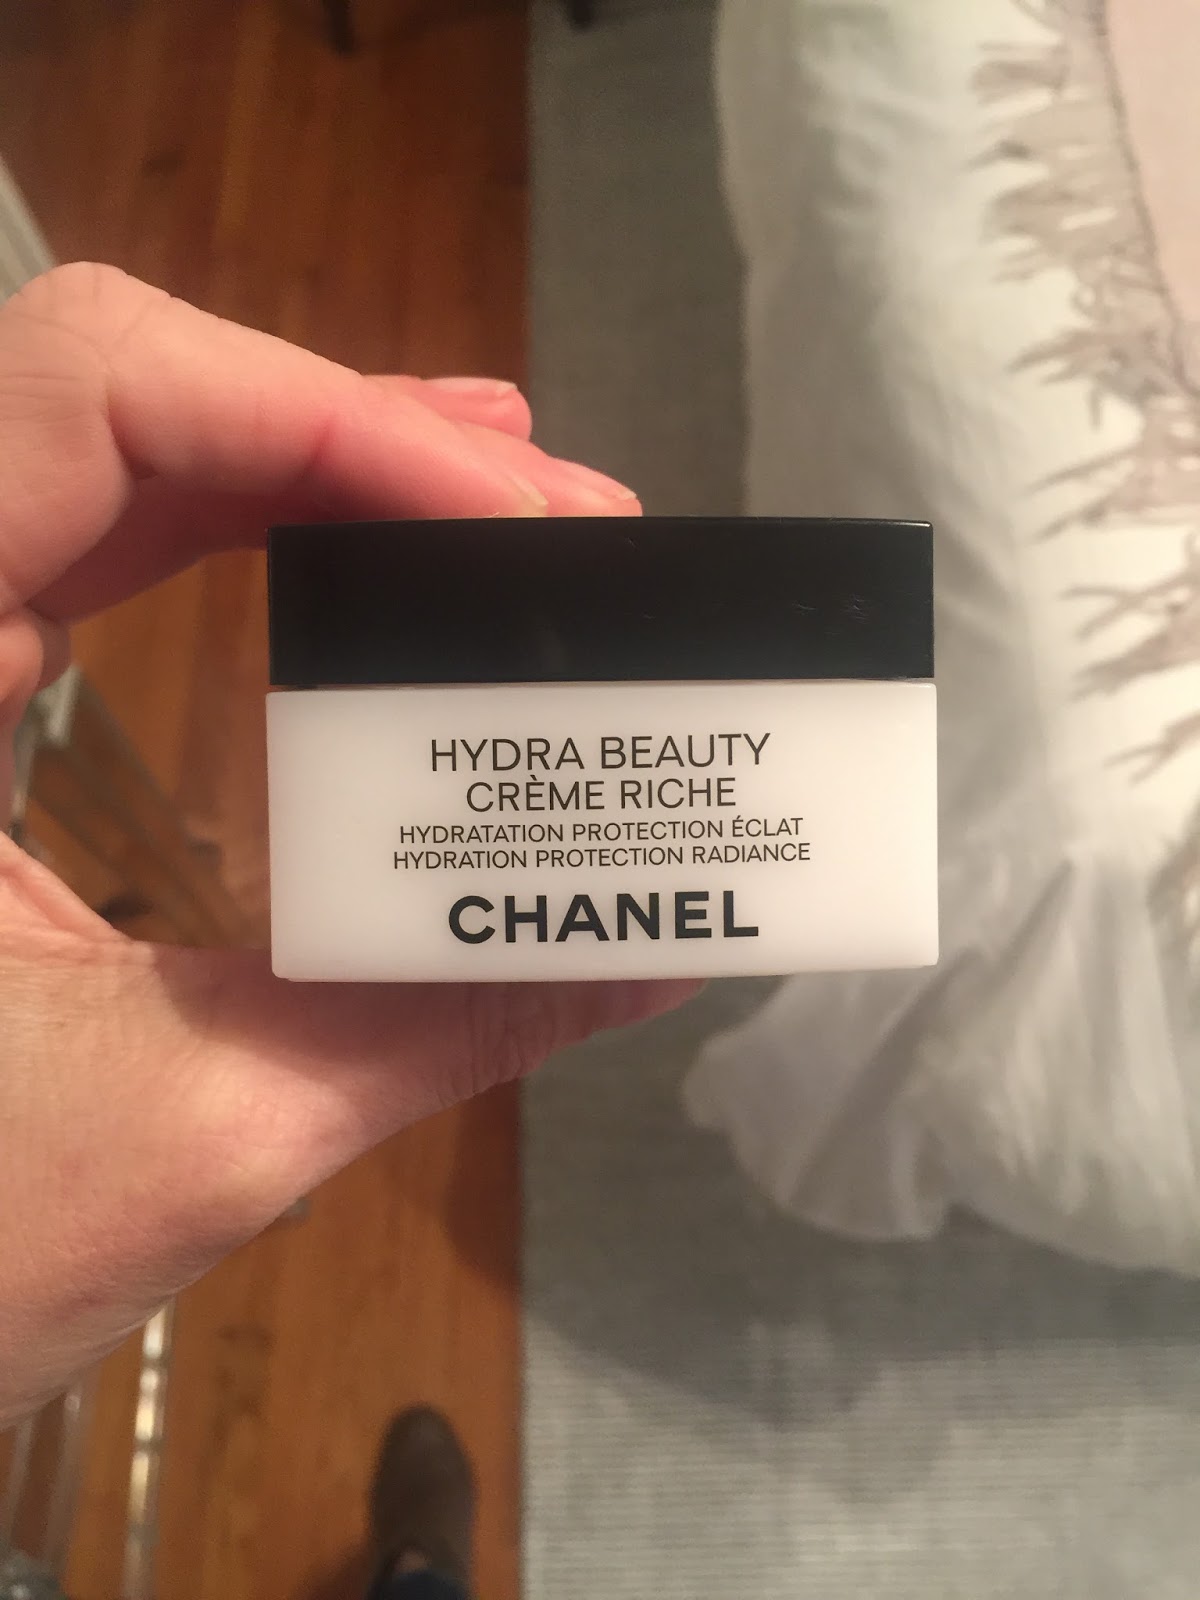 HYDRA BEAUTY
CRÈME RICHE
HYDRATATION PROTECTION ÉCLAT
HYDRATION PROTECTION RADIANCE
CHANEL